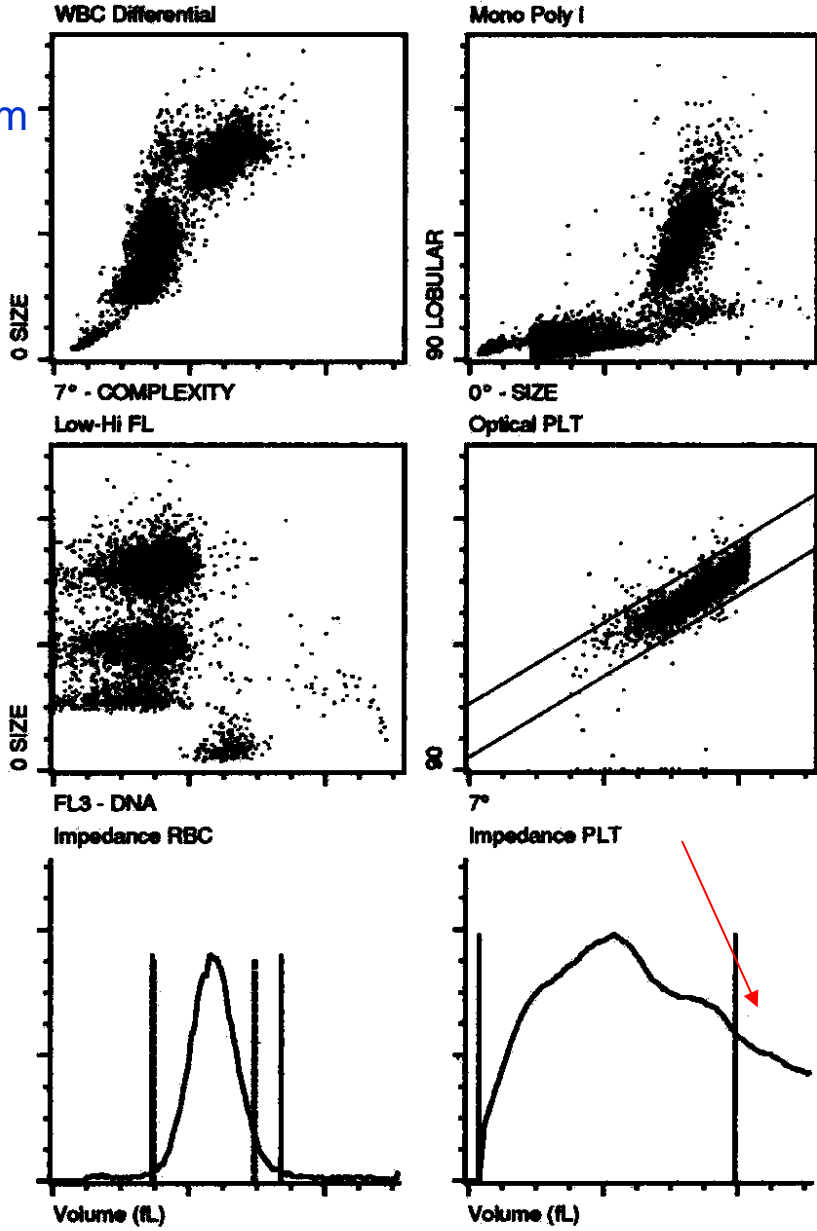 WBC Differential
Mono Poly I
m
0 SIZE
90 LOBULAR
7° - COMPLEXITY
0° - SIZE
Low-Hi FL
Optical PLT
0 SIZE
90
FL3 - DNA
7°
Impedance RBC
Impedance PLT
Volume (fL)
Volume (fL)